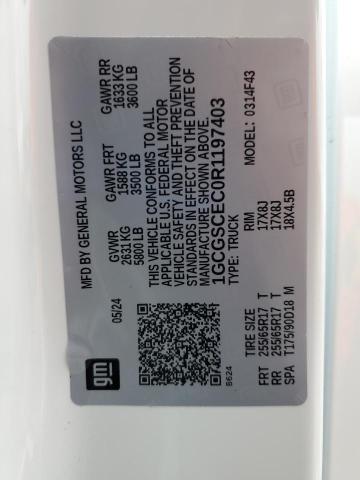 MFD BY GENERAL MOTORS LLC
GVWR GAWR FRT GAWR RR
2631 KG 1588 KG 1633 KG
5800 LB 3500 LB 3600 LB
THIS VEHICLE CONFORMS TO ALL
APPLICABLE U.S. FEDERAL MOTOR
VEHICLE SAFETY AND THEFT PREVENTION
STANDARDS IN EFFECT ON THE DATE OF
MANUFACTURE SHOWN ABOVE.
1GCGSCEC0R1197403
TYPE: TRUCK MODEL: 0314F43
05/24
gm
8624
TIRE SIZE RIM
FRT 255/65R17 T 17X8J
RR 255/65R17 T 17X8J
SPA T175/90D18 M 18X4.5B